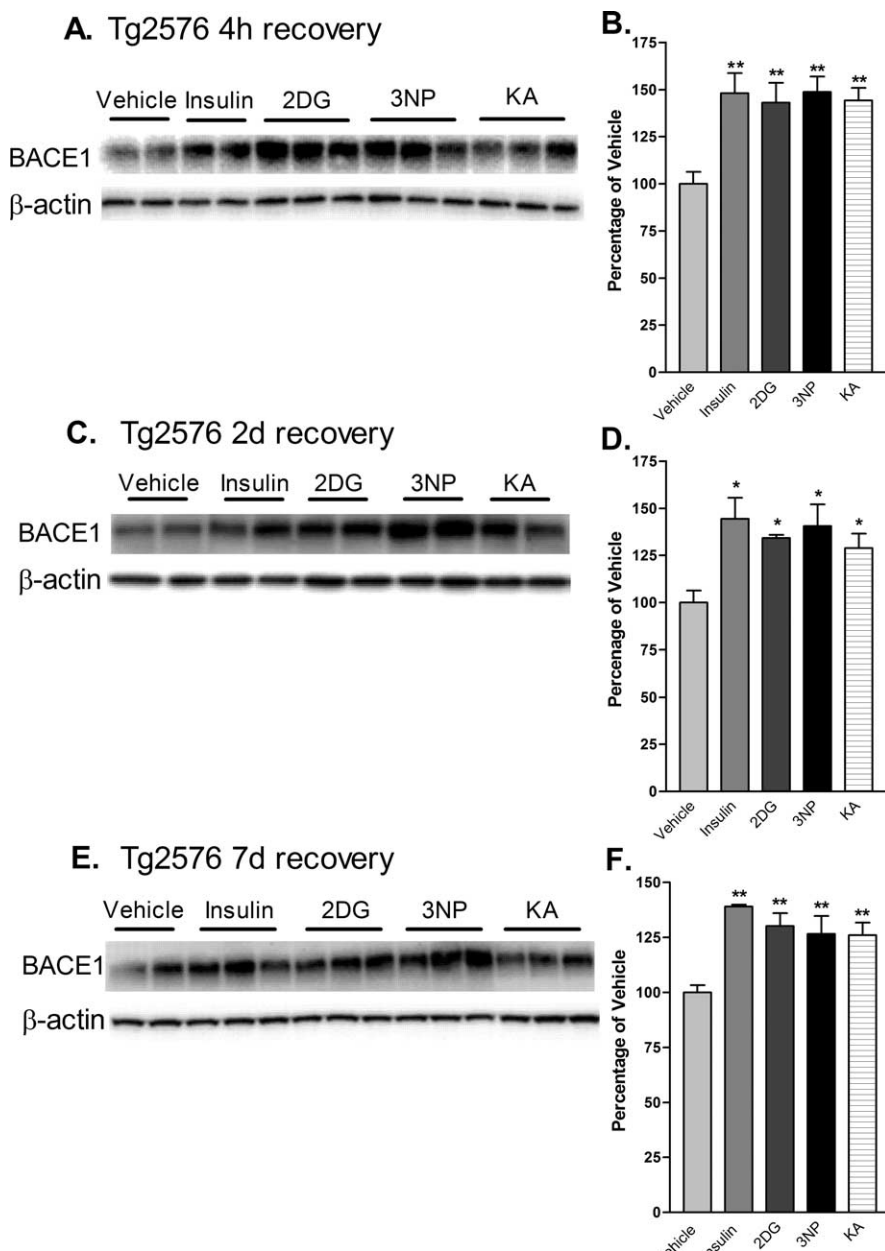 A. Tg2576 4h recovery
Vehicle Insulin 2DG 3NP KA
BACE1
β-actin
B.
Percentage of Vehicle
175
150
125
100
75
50
25
0
** ** ** **
Vehicle Insulin 2DG 3NP KA
C. Tg2576 2d recovery
Vehicle Insulin 2DG 3NP KA
BACE1
β-actin
D.
Percenage of Vehicle
175
150
125
100
75
50
25
0
* * * *
Vehicle Insulin 2DG 3NP KA
E. Tg2576 7d recovery
Vehicle Insulin 2DG 3NP KA
BACE1
β-actin
F.
Percentage of Vehicle
150
125
100
75
50
25
0
** ** ** **
Vehicle Insulin 2DG 3NP KA